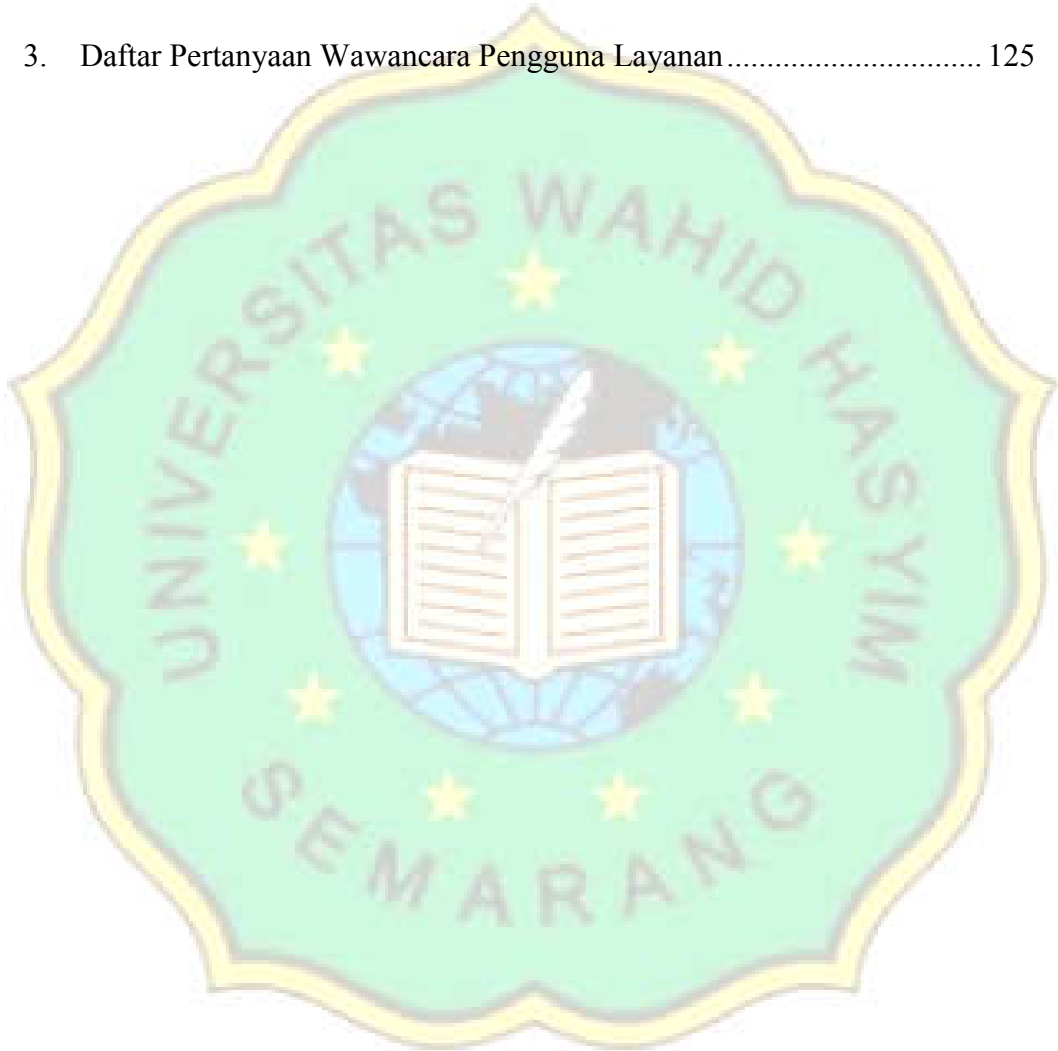 3. Daftar Pertanyaan Wawancara Pengguna Layanan ................................ 125
UNIVERSITAS WAHID HASYIM
SEMARANG